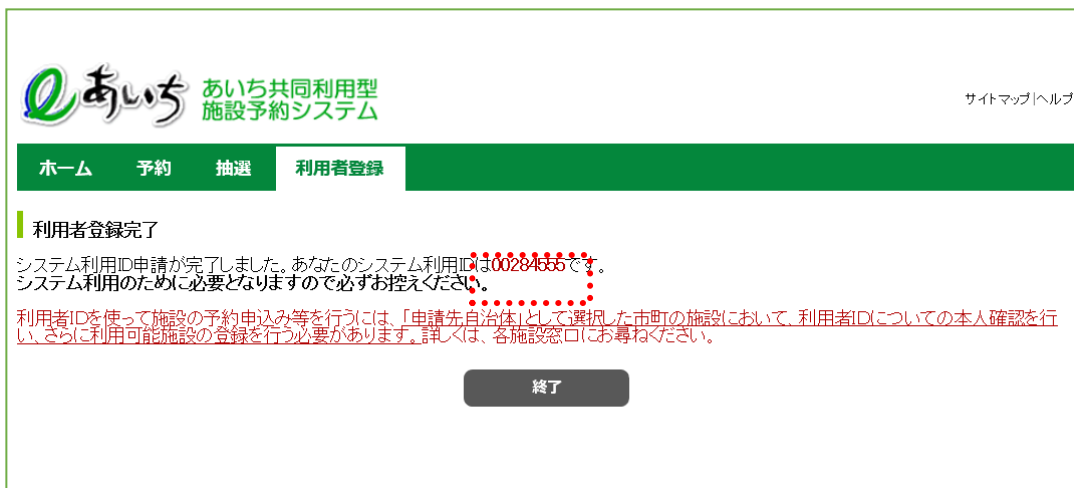 eあいち
あいち共同利用型
施設予約システム
サイトマップ|ヘルプ
ホーム 予約 抽選 利用者登録
利用者登録完了
システム利用ID申請が完了しました。あなたのシステム利用IDは00284555です。
システム利用のために必要となりますので必ずお控えください。
利用者IDを使って施設の予約申込み等を行うには、「申請先自治体」として選択した市町の施設において、利用者IDについての本人確認を行
い、さらに利用可能施設の登録を行う必要があります。詳しくは、各施設窓口にお尋ねください。
終了